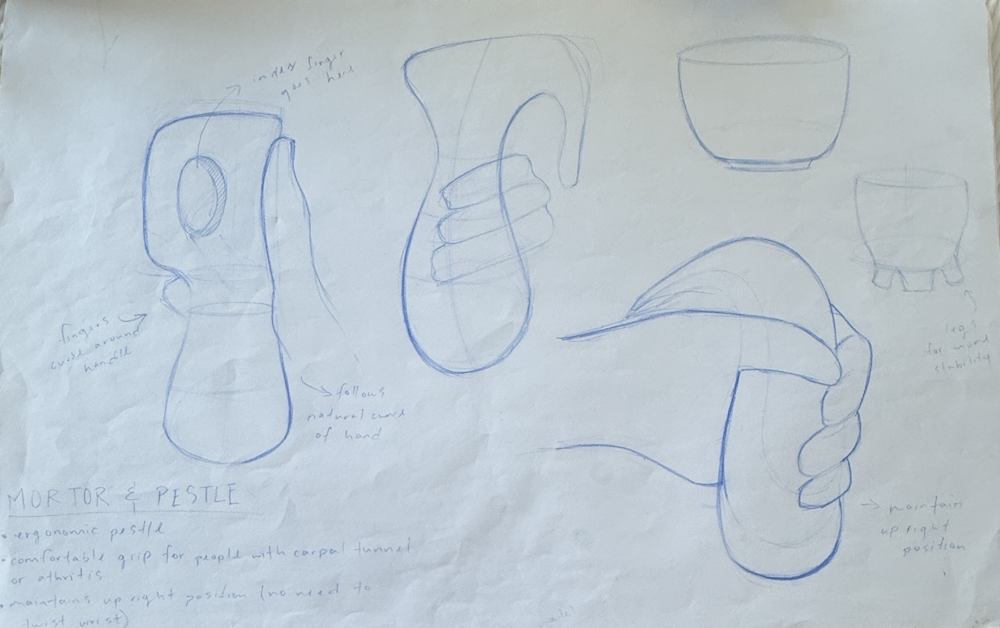 index finger
goes here
fingers
curve around
handle
follows
natural curve
of hand
legs
for more
stability
maintain
up right
position
MORTOR & PESTLE
• ergonomic pestle
• comfortable grip for people with carpal tunnel
or athritis
• maintains up right position (no need to
twist wrist)